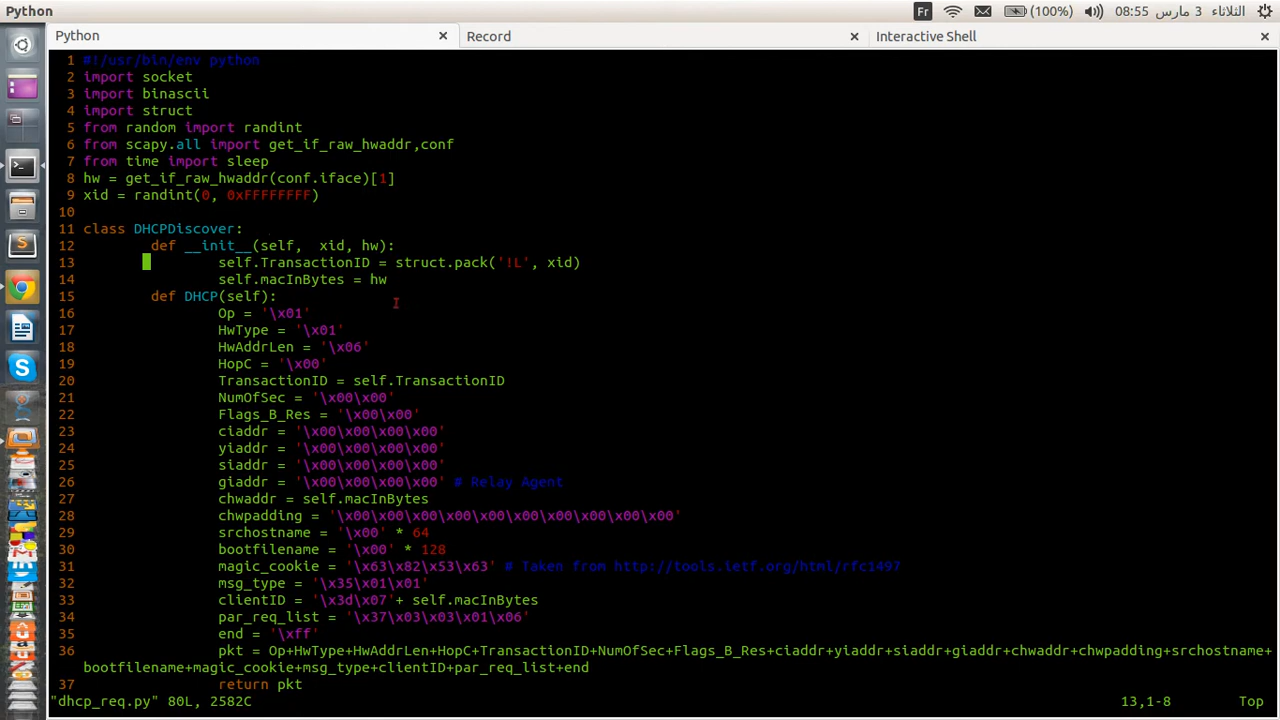 Python
Fr
(100%)
08:55 الثلاثاء 3 مارس
Python
Record
Interactive Shell
1 #!/usr/bin/env python
2 import socket
3 import binascii
4 import struct
5 from random import randint
6 from scapy.all import get_if_raw_hwaddr,conf
7 from time import sleep
8 hw = get_if_raw_hwaddr(conf.iface)[1]
9 xid = randint(0, 0xFFFFFFFF)
10
11 class DHCPDiscover:
12 def __init__(self,  xid, hw):
13 self.TransactionID = struct.pack('!L', xid)
14 self.macInBytes = hw
15 def DHCP(self):
16 Op = '\x01'
17 HwType = '\x01'
18 HwAddrLen = '\x06'
19 HopC = '\x00'
20 TransactionID = self.TransactionID
21 NumOfSec = '\x00\x00'
22 Flags_B_Res = '\x00\x00'
23 ciaddr = '\x00\x00\x00\x00'
24 yiaddr = '\x00\x00\x00\x00'
25 siaddr = '\x00\x00\x00\x00'
26 giaddr = '\x00\x00\x00\x00' # Relay Agent
27 chwaddr = self.macInBytes
28 chwpadding = '\x00\x00\x00\x00\x00\x00\x00\x00\x00\x00'
29 srchostname = '\x00' * 64
30 bootfilename = '\x00' * 128
31 magic_cookie = '\x63\x82\x53\x63' # Taken from http://tools.letf.org/html/rfc1497
32 msg_type = '\x35\x01\x01'
33 clientID = '\x3d\x07'+ self.macInBytes
34 par_req_list = '\x37\x03\x03\x01\x06'
35 end = '\xff'
36 pkt = Op+HwType+HwAddrLen+HopC+TransactionID+NumOfSec+Flags_B_Res+ciaddr+yiaddr+siaddr+giaddr+chwaddr+chwpadding+srchostname+
bootfilename+magic_cookie+msg_type+clientID+par_req_list+end
37 return pkt
"dhcp_req.py" 80L, 2582C
13,1-8
Top